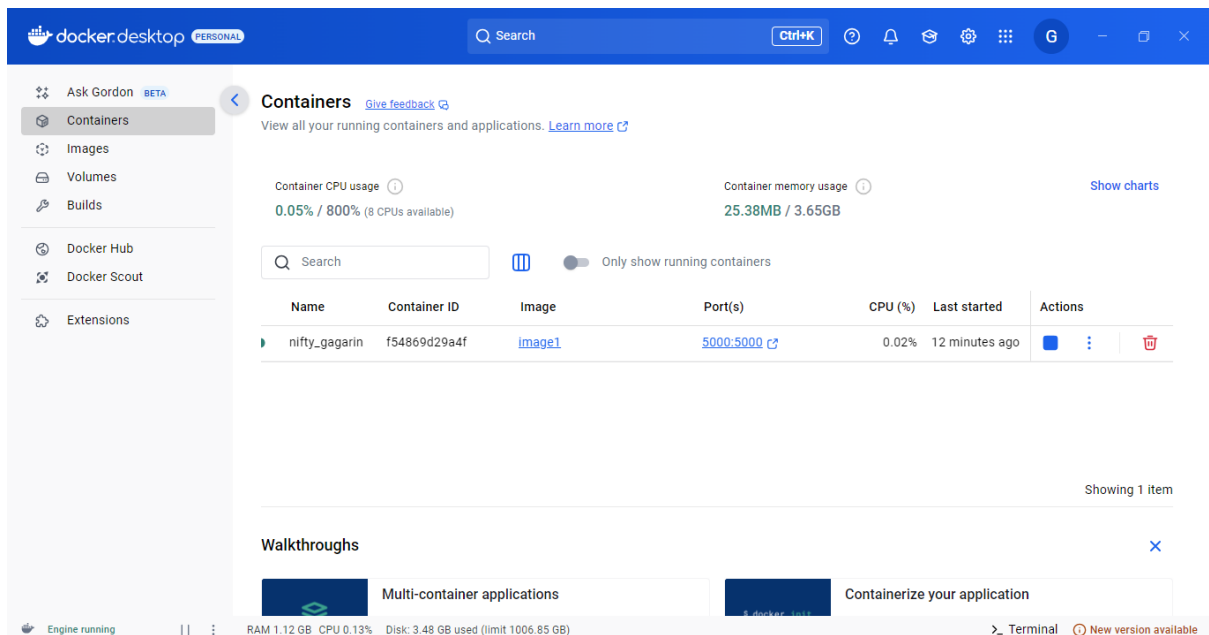 docker.desktop PERSONAL
Search Ctrl+K G
Ask Gordon BETA
Containers
Images
Volumes
Builds
Docker Hub
Docker Scout
Extensions
Containers Give feedback
View all your running containers and applications. Learn more
Container CPU usage
0.05% / 800% (8 CPUs available)
Container memory usage
25.38MB / 3.65GB
Show charts
Search
Only show running containers
Name Container ID Image Port(s) CPU (%) Last started Actions
nifty_gagarin f54869d29a4f image1 5000:5000 0.02% 12 minutes ago
Showing 1 item
Walkthroughs
Multi-container applications
$ docker init
Containerize your application
Engine running RAM 1.12 GB CPU 0.13% Disk: 3.48 GB used (limit 1006.85 GB) >_ Terminal New version available